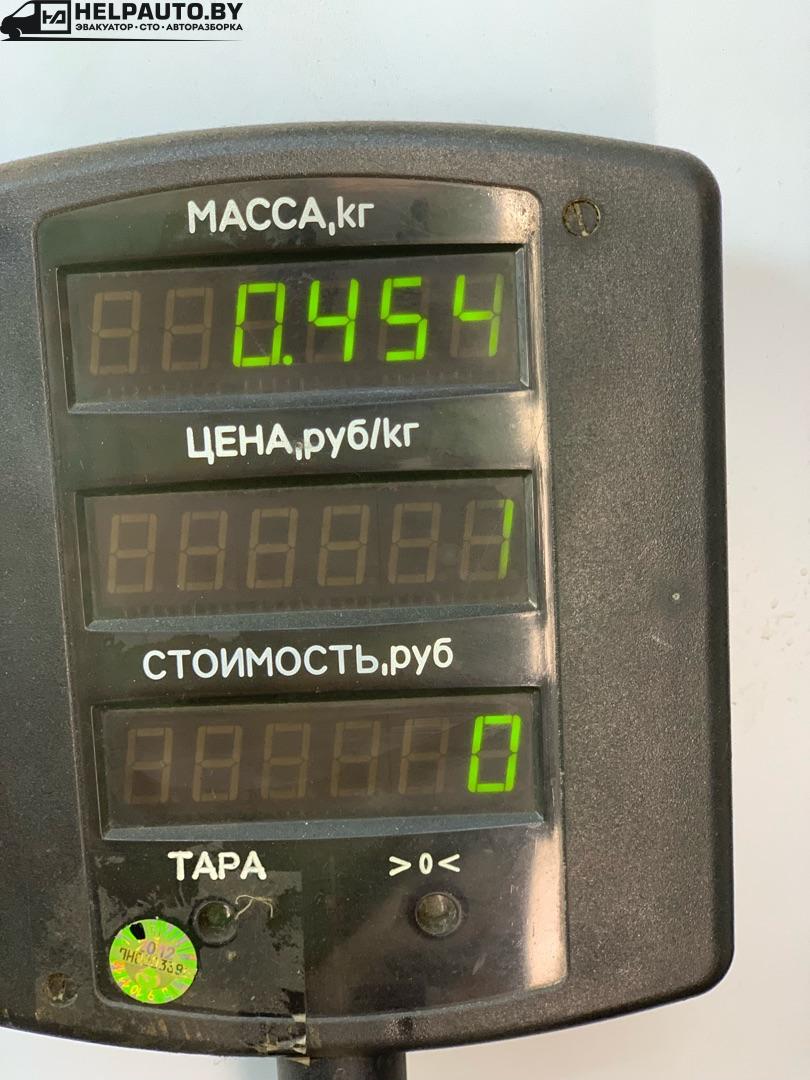 HELPAUTO.BY
ЭВАКУАТОР • СТО • АВТОРАЗБОРКА
МАССА,кг
0.454
ЦЕНА,руб/кг
1
СТОИМОСТЬ,руб
0
ТАРА >0<